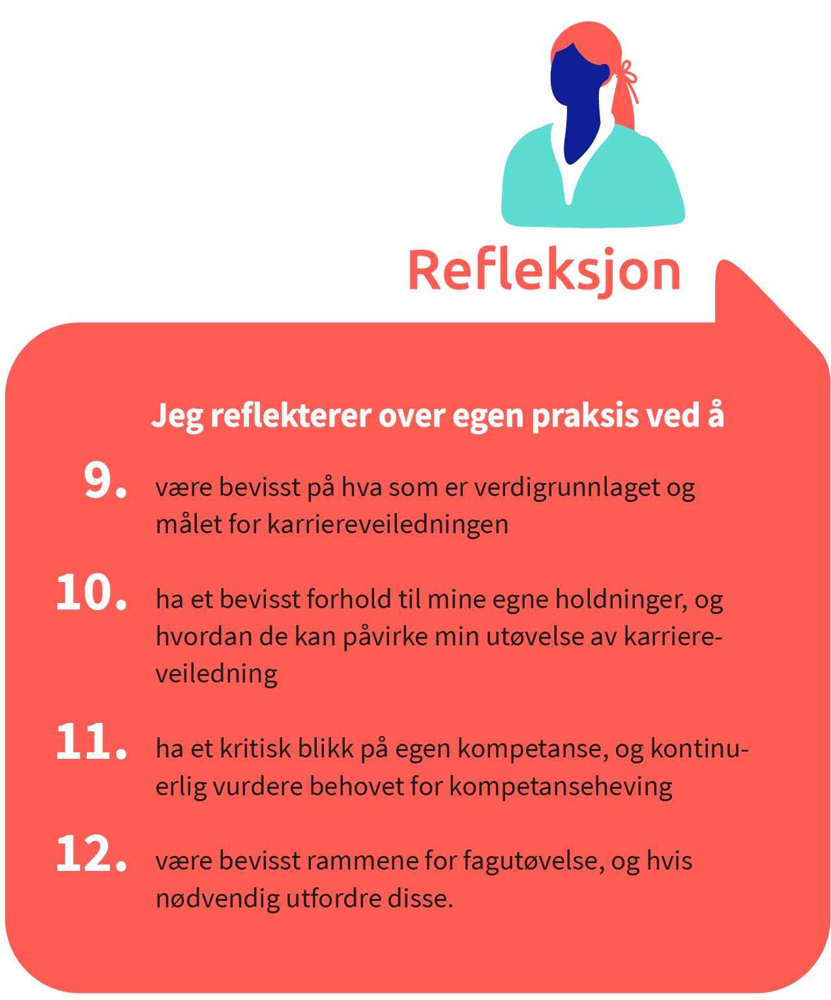 Refleksjon
Jeg reflekterer over egen praksis ved å
9. være bevisst på hva som er verdigrunnlaget og
målet for karriereveiledningen
10. ha et bevisst forhold til mine egne holdninger, og
hvordan de kan påvirke min utøvelse av karriere-
veiledning
11. ha et kritisk blikk på egen kompetanse, og kontinu-
erlig vurdere behovet for kompetanseheving
12. være bevisst rammene for fagutøvelse, og hvis
nødvendig utfordre disse.